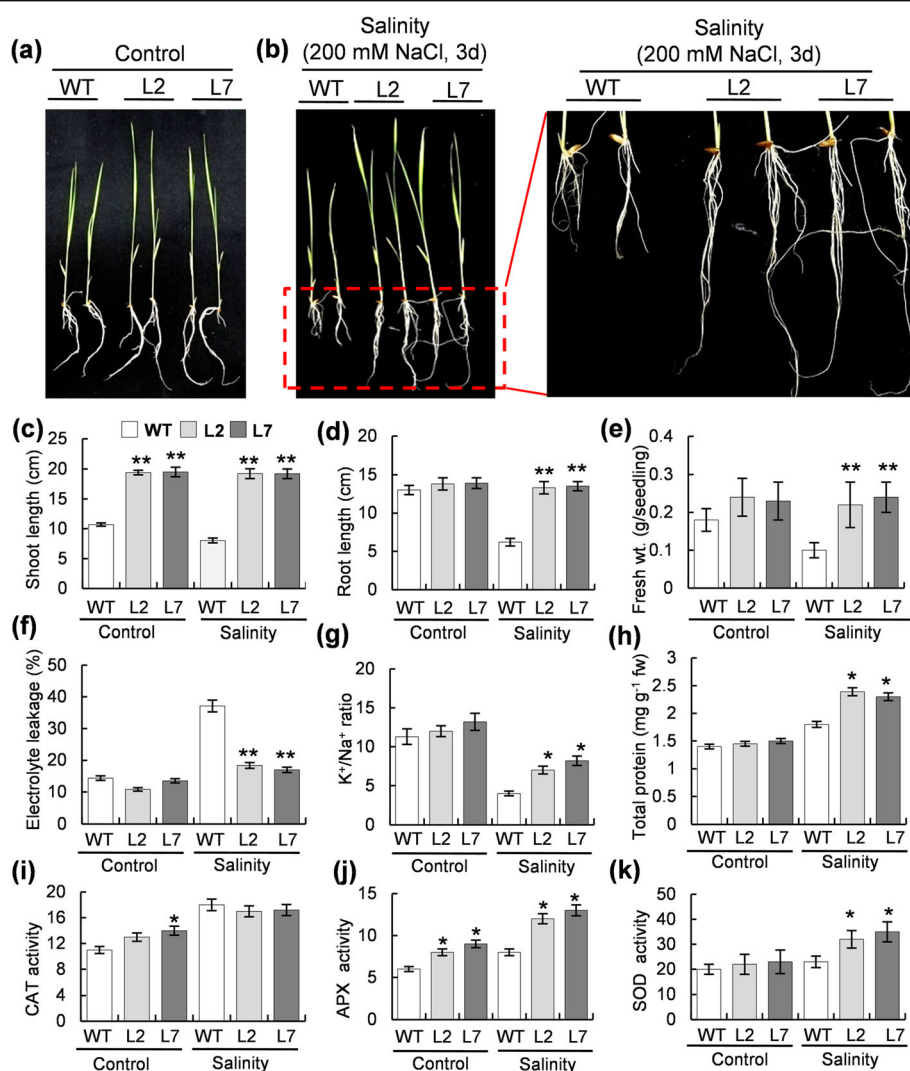 (a) Control
WT L2 L7
(b) Salinity
(200 mM NaCl, 3d)
WT L2 L7
Salinity
(200 mM NaCl, 3d)
WT L2 L7
(c) WT L2 L7
Shoot length (cm)
25
20
15
10
5
0
** ** ** **
WT L2 L7 WT L2 L7
Control Salinity
(d)
Root length (cm)
15
10
5
0
** **
WT L2 L7 WT L2 L7
Control Salinity
(e)
Fresh wt. (g/seedling)
0.4
0.3
0.2
0.1
0
** **
WT L2 L7 WT L2 L7
Control Salinity
(f)
Electrolyte leakage (%)
50
40
30
20
10
0
** **
WT L2 L7 WT L2 L7
Control Salinity
(g)
K⁺/Na⁺ ratio
20
15
10
5
0
* *
WT L2 L7 WT L2 L7
Control Salinity
(h)
Total protein (mg g⁻¹ fw)
3
2.5
2
1.5
1
* *
WT L2 L7 WT L2 L7
Control Salinity
(i)
CAT activity
20
16
12
8
4
0
*
WT L2 L7 WT L2 L7
Control Salinity
(j)
APX activity
15
10
5
0
* * * *
WT L2 L7 WT L2 L7
Control Salinity
(k)
SOD activity
50
40
30
20
10
0
* *
WT L2 L7 WT L2 L7
Control Salinity